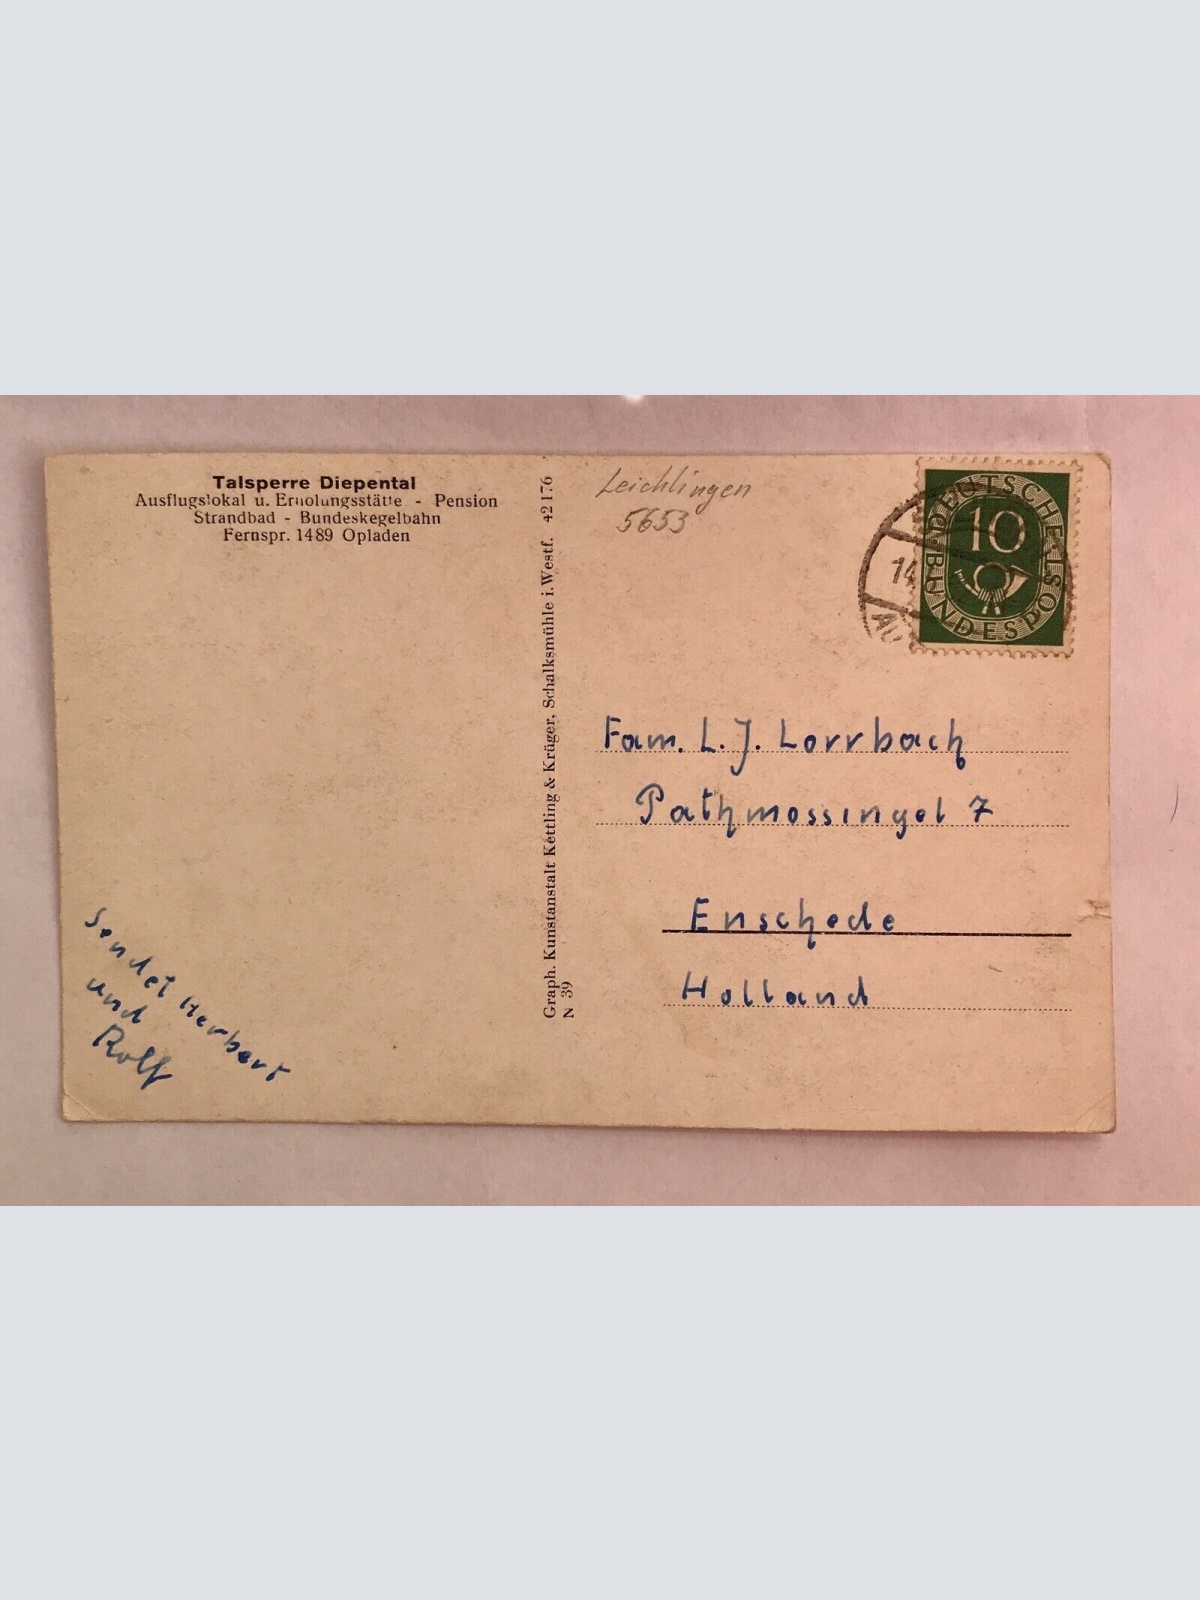 Talsperre Diepental
Ausflugslokal u. Erholungsstätte - Pension
Strandbad - Bundeskegelbahn
Fernspr. 1489 Opladen
Sendet Herbert
und
Rolf
Graph. Kunstanstalt Kettling & Krüger, Schalksmühle i. Westf. 42176
N 39
Leichlingen
5653
DEUTSCHE BUNDESPOST
10
14.
Fam. L. J. Lorrbach
Pathmossingel 7
Enschede
Holland